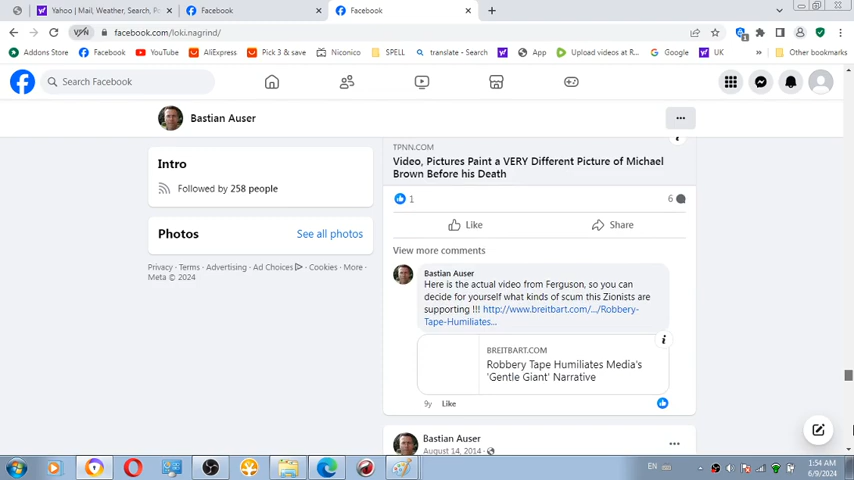 Yahoo | Mail, Weather, Search, Po
Facebook
Facebook
VPN
facebook.com/loki.nagrind/
Addons Store
Facebook
YouTube
AliExpress
Pick 3 & save
Niconico
SPELL
translate - Search
App
Upload videos at R...
Google
UK
Other bookmarks
Search Facebook
Bastian Auser
Intro
Followed by 258 people
Photos
See all photos
Privacy · Terms · Advertising · Ad Choices · Cookies · More ·
Meta © 2024
TPNN.COM
Video, Pictures Paint a VERY Different Picture of Michael
Brown Before his Death
1
6
Like
Share
View more comments
Bastian Auser
Here is the actual video from Ferguson, so you can
decide for yourself what kinds of scum this Zionists are
supporting !!! http://www.breitbart.com/.../Robbery-
Tape-Humiliates...
BREITBART.COM
Robbery Tape Humiliates Media's
'Gentle Giant' Narrative
9y
Like
Bastian Auser
August 14, 2014 ·
EN
1:54 AM
6/9/2024